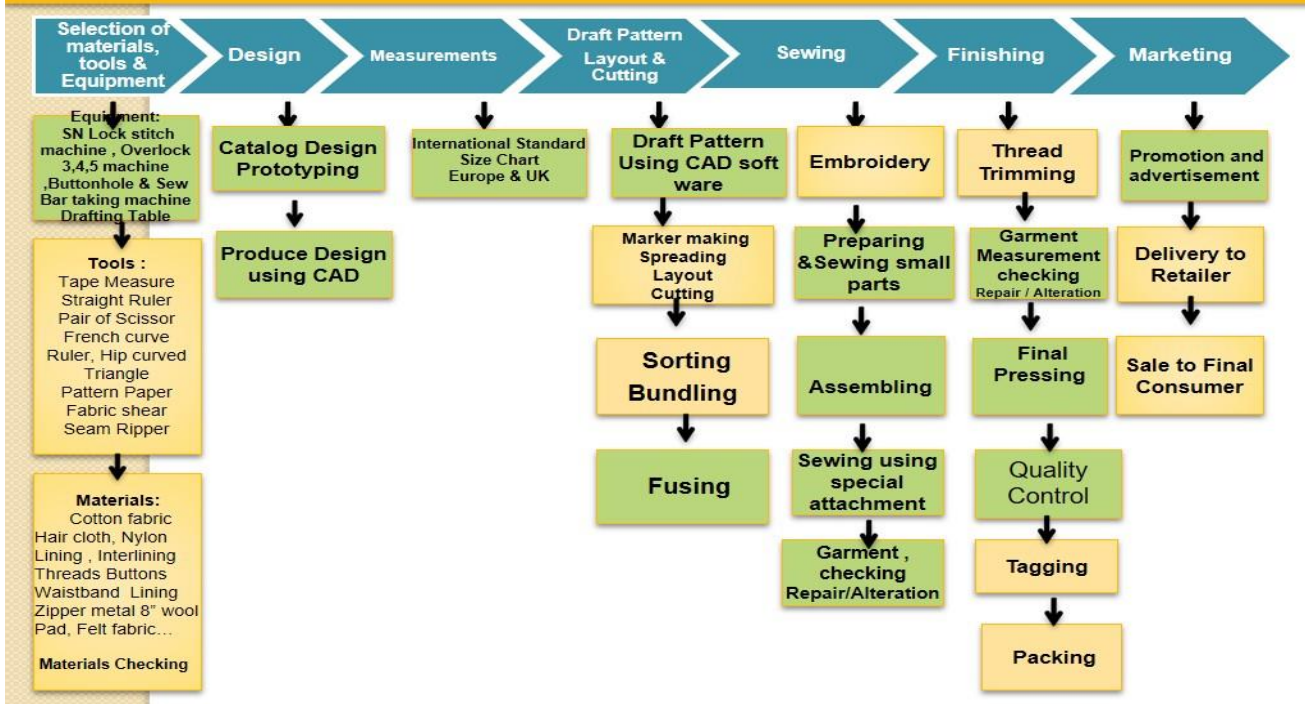 Selection of
materials,
tools &
Equipment
Design
Measurements
Draft Pattern
Layout &
Cutting
Sewing
Finishing
Marketing
Equipment:
SN Lock stitch
machine , Overlock
3,4,5 machine
,Buttonhole & Sew
Bar taking machine
Drafting Table
Tools :
Tape Measure
Straight Ruler
Pair of Scissor
French curve
Ruler, Hip curved
Triangle
Pattern Paper
Fabric shear
Seam Ripper
Materials:
Cotton fabric
Hair cloth, Nylon
Lining , Interlining
Threads Buttons
Waistband Lining
Zipper metal 8” wool
Pad, Felt fabric…
Materials Checking
Catalog Design
Prototyping
Produce Design
using CAD
International Standard
Size Chart
Europe & UK
Draft Pattern
Using CAD soft
ware
Marker making
Spreading
Layout
Cutting
Sorting
Bundling
Fusing
Embroidery
Preparing
&Sewing small
parts
Assembling
Sewing using
special
attachment
Garment ,
checking
Repair/Alteration
Thread
Trimming
Garment
Measurement
checking
Repair / Alteration
Final
Pressing
Quality
Control
Tagging
Packing
Promotion and
advertisement
Delivery to
Retailer
Sale to Final
Consumer